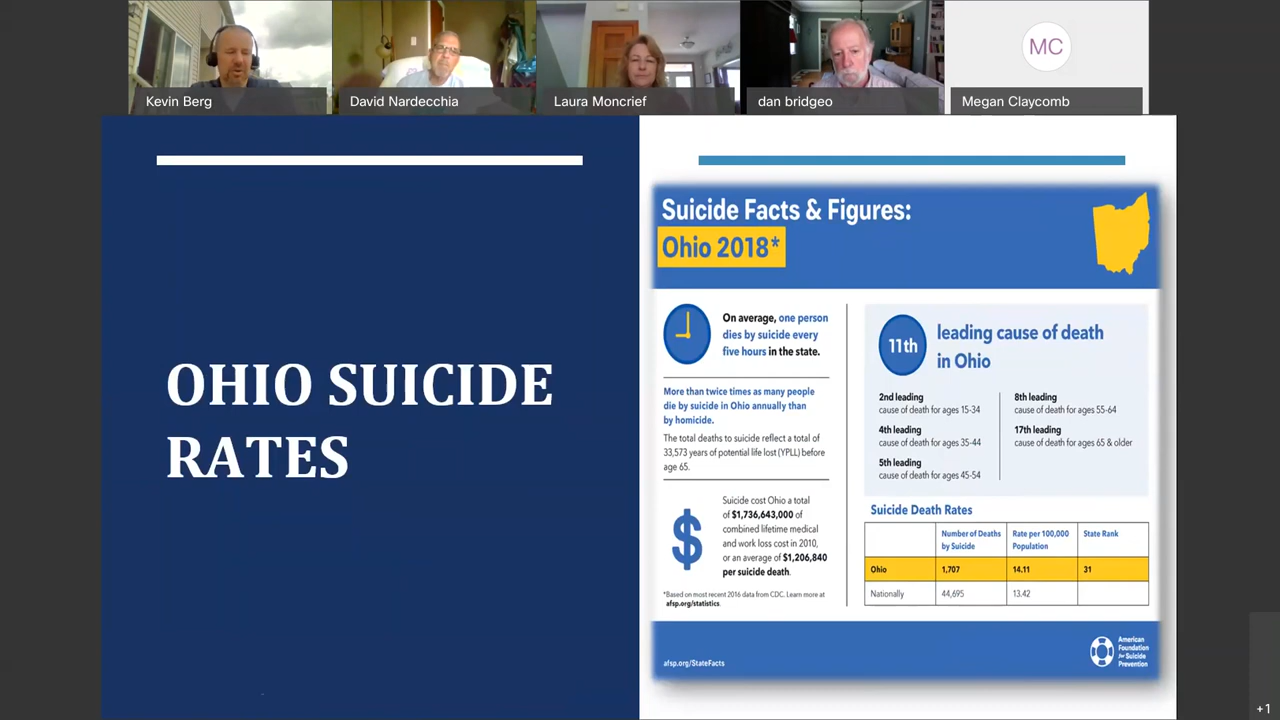 MC
Kevin Berg
David Nardecchia
Laura Moncrief
dan bridgeo
Megan Claycomb
OHIO SUICIDE
RATES
Suicide Facts & Figures:
Ohio 2018*
On average, one person
dies by suicide every
five hours in the state.
More than twice times as many people
die by suicide in Ohio annually than
by homicide.
The total deaths to suicide reflect a total of
33,573 years of potential life lost (YPLL) before
age 65.
Suicide cost Ohio a total
of $1,736,643,000 of
combined lifetime medical
and work loss cost in 2010,
or an average of $1,206,840
per suicide death.
$
*Based on most recent 2016 data from CDC. Learn more at
afsp.org/statistics.
11th
leading cause of death
in Ohio
2nd leading
cause of death for ages 15-34
4th leading
cause of death for ages 35-44
5th leading
cause of death for ages 45-54
8th leading
cause of death for ages 55-64
17th leading
cause of death for ages 65 & older
Suicide Death Rates
Number of Deaths
by Suicide
Rate per 100,000
Population
State Rank
Ohio 1,707 14.11 31
Nationally 44,695 13.42
afsp.org/StateFacts
American
Foundation
for Suicide
Prevention
+1